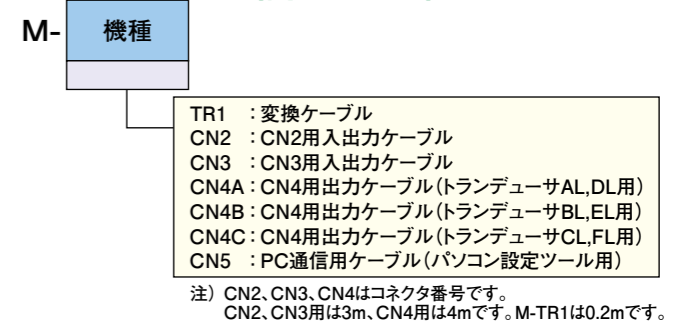 M- 機種
TR1 ：変換ケーブル
CN2 ：CN2用入出力ケーブル
CN3 ：CN3用入出力ケーブル
CN4A：CN4用出力ケーブル（トランデューサAL,DL用）
CN4B：CN4用出力ケーブル（トランデューサBL,EL用）
CN4C：CN4用出力ケーブル（トランデューサCL,FL用）
CN5 ：PC通信用ケーブル（パソコン設定ツール用）
注）CN2、CN3、CN4はコネクタ番号です。
CN2、CN3用は3m、CN4用は4mです。M-TR1は0.2mです。